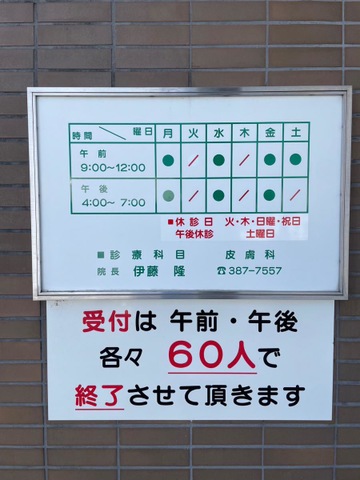 時間 曜日 月 火 水 木 金 土
午前 9:00〜12:00 ● / ● / ● ●
午後 4:00〜7:00 ● / ● / ● /
■休診日 火・木・日曜・祝日
午後休診 土曜日
■診療科目 皮膚科
院長 伊藤 隆 ☎387-7557
受付は 午前・午後
各々 60人で
終了させて頂きます